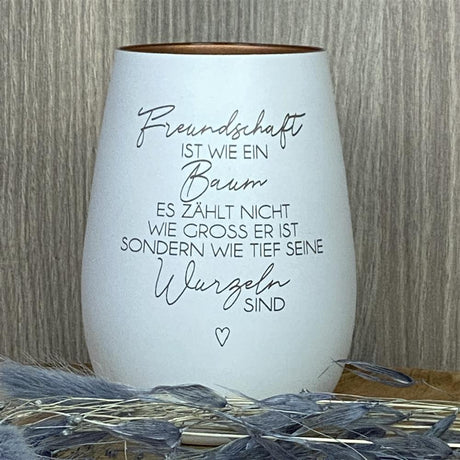 Freundschaft
IST WIE EIN
Baum
ES ZÄHLT NICHT
WIE GROSS ER IST
SONDERN WIE TIEF SEINE
Wurzeln
SIND